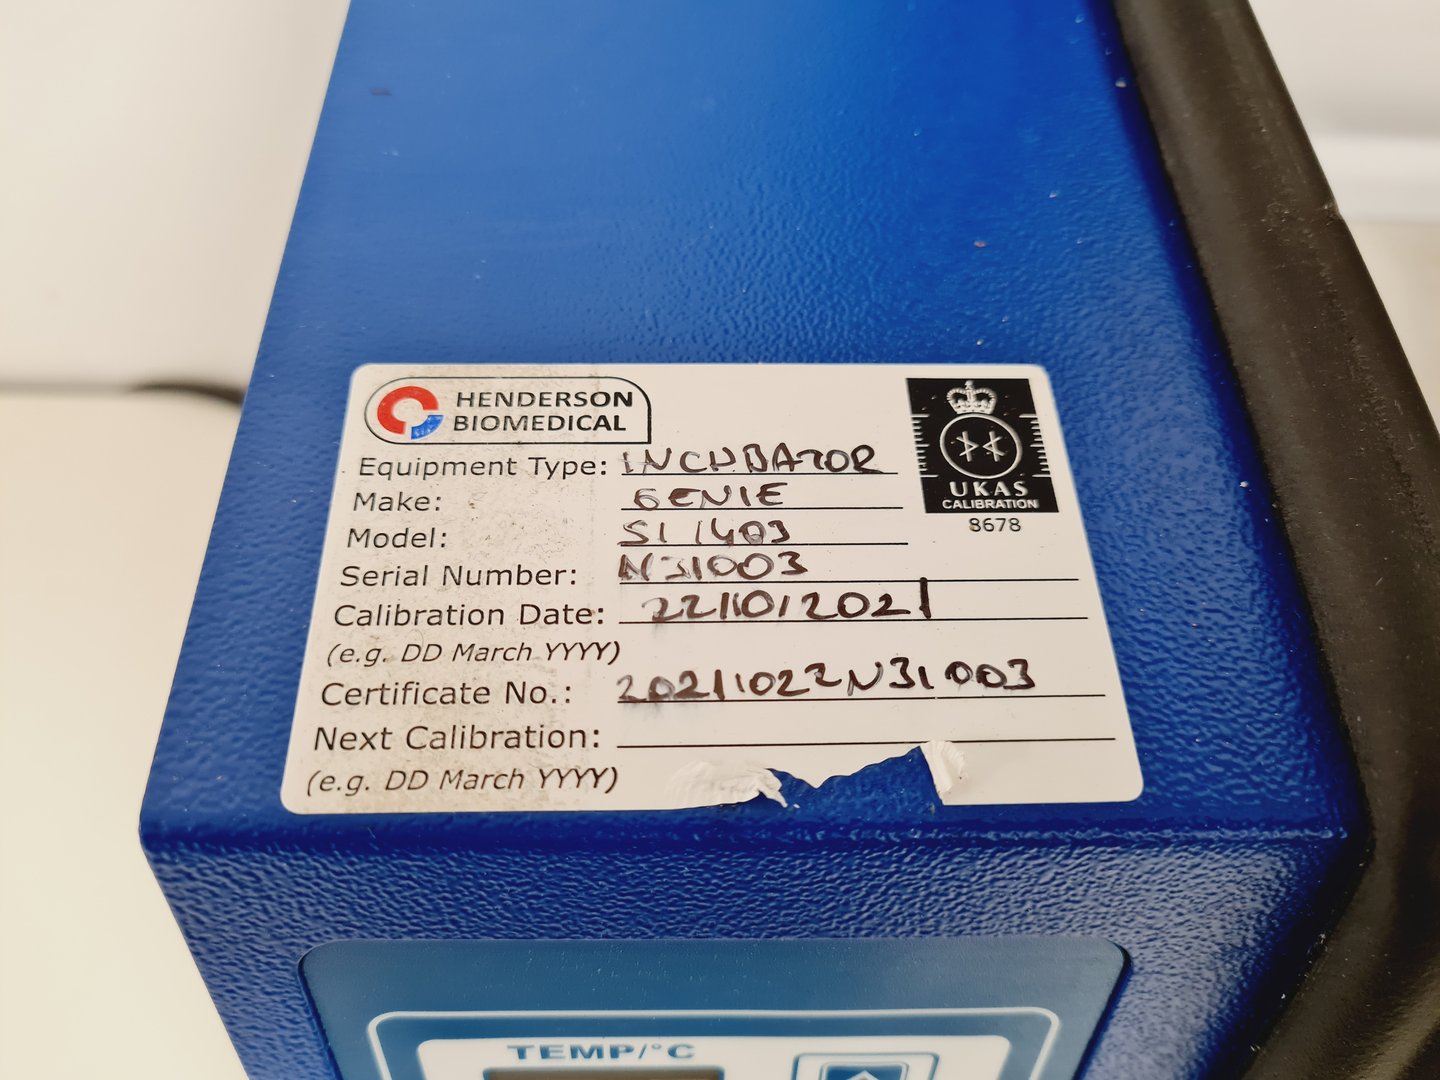 HENDERSON
BIOMEDICAL
Equipment Type: INCUBATOR
Make: GENIE
Model: SI 1403
Serial Number: N31003
Calibration Date: 22/10/2021
(e.g. DD March YYYY)
Certificate No.: 20211022N31003
Next Calibration:
(e.g. DD March YYYY)
UKAS
CALIBRATION
8678
TEMP/°C